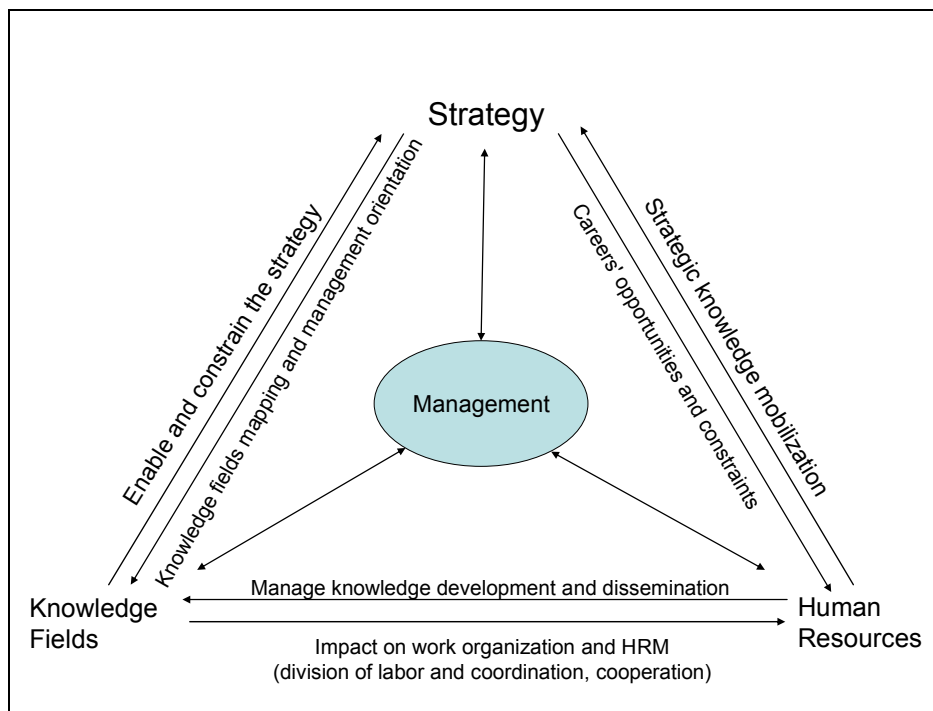 Strategy
Enable and constrain the strategy
Knowledge fields mapping and management orientation
Careers' opportunities and constraints
Strategic knowledge mobilization
Management
Manage knowledge development and dissemination
Knowledge
Fields
Human
Resources
Impact on work organization and HRM
(division of labor and coordination, cooperation)